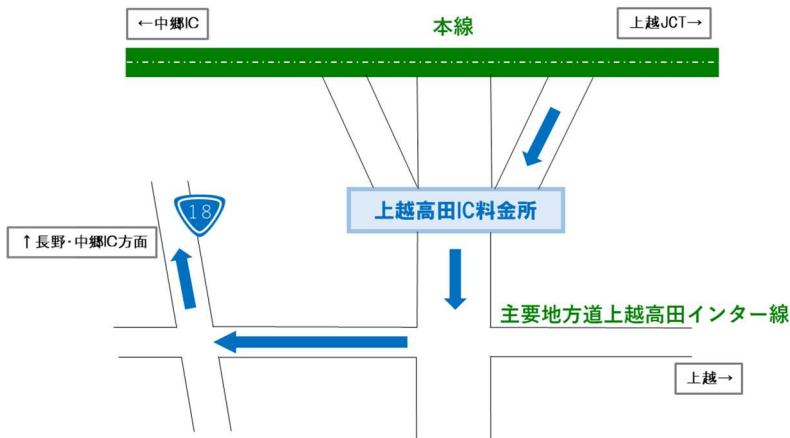 ←中郷IC
本線
上越JCT→
18
上越高田IC料金所
↑長野・中郷IC方面
主要地方道上越高田インター線
上越→